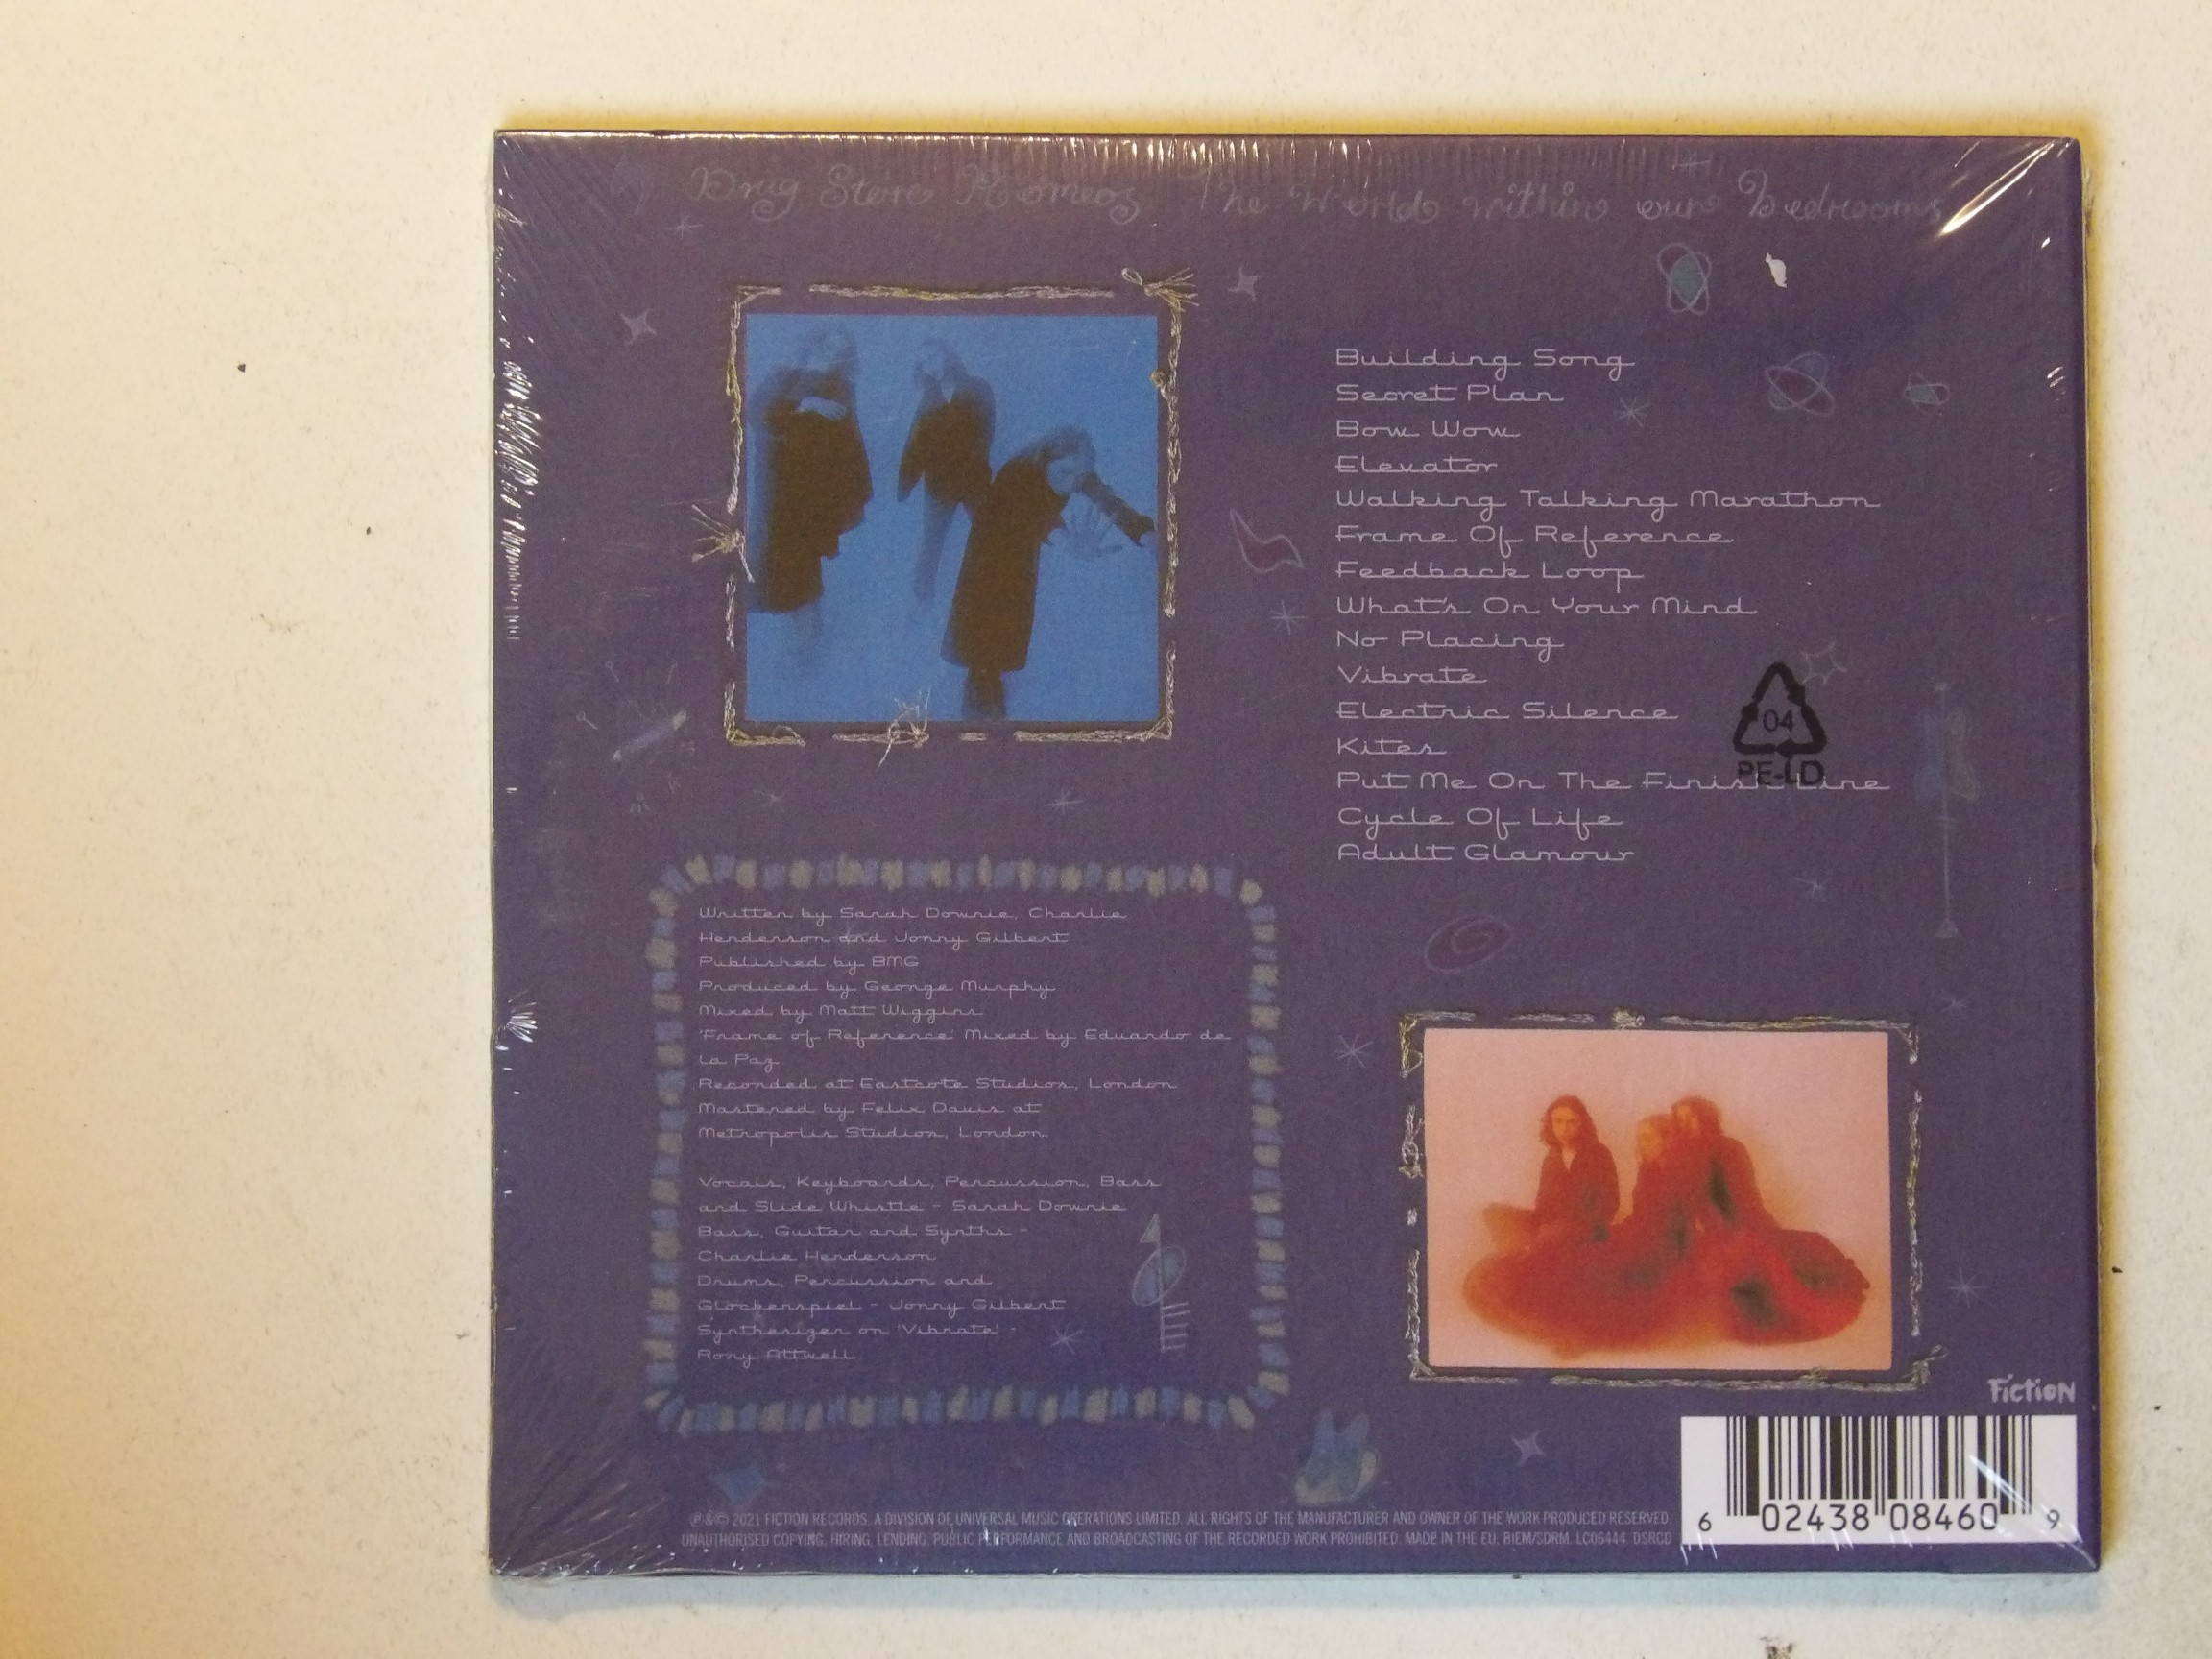 Drug Store Romeos The World within our Bedrooms
Building Song
Secret Plan
Bow Wow
Elevator
Walking Talking Marathon
Frame Of Reference
Feedback Loop
What's On Your Mind
No Placing
Vibrate
Electric Silence
Kites
Put Me On The Finish Line
Cycle Of Life
Adult Glamour
04
PE-LD
Written by Sarah Downie, Charlie
Henderson and Jonny Gilbert
Published by BMG
Produced by George Murphy
Mixed by Matt Wiggins
'Frame of Reference' Mixed by Eduardo de
la Paz
Recorded at Eastcote Studios, London
Mastered by Felix Davis at
Metropolis Studios, London
Vocals, Keyboards, Percussion, Bass
and Slide Whistle - Sarah Downie
Bass, Guitar and Synths -
Charlie Henderson
Drums, Percussion and
Glockenspiel - Jonny Gilbert
Synthesizer on 'Vibrate' -
Rory Attwell
Fiction
6 02438 08460 9
℗ & © 2021 FICTION RECORDS, A DIVISION OF UNIVERSAL MUSIC OPERATIONS LIMITED. ALL RIGHTS OF THE MANUFACTURER AND OWNER OF THE WORK PRODUCED RESERVED.
UNAUTHORISED COPYING, HIRING, LENDING, PUBLIC PERFORMANCE AND BROADCASTING OF THE RECORDED WORK PROHIBITED. MADE IN THE EU. BIEM/SDRM. LC06444. DSRCD